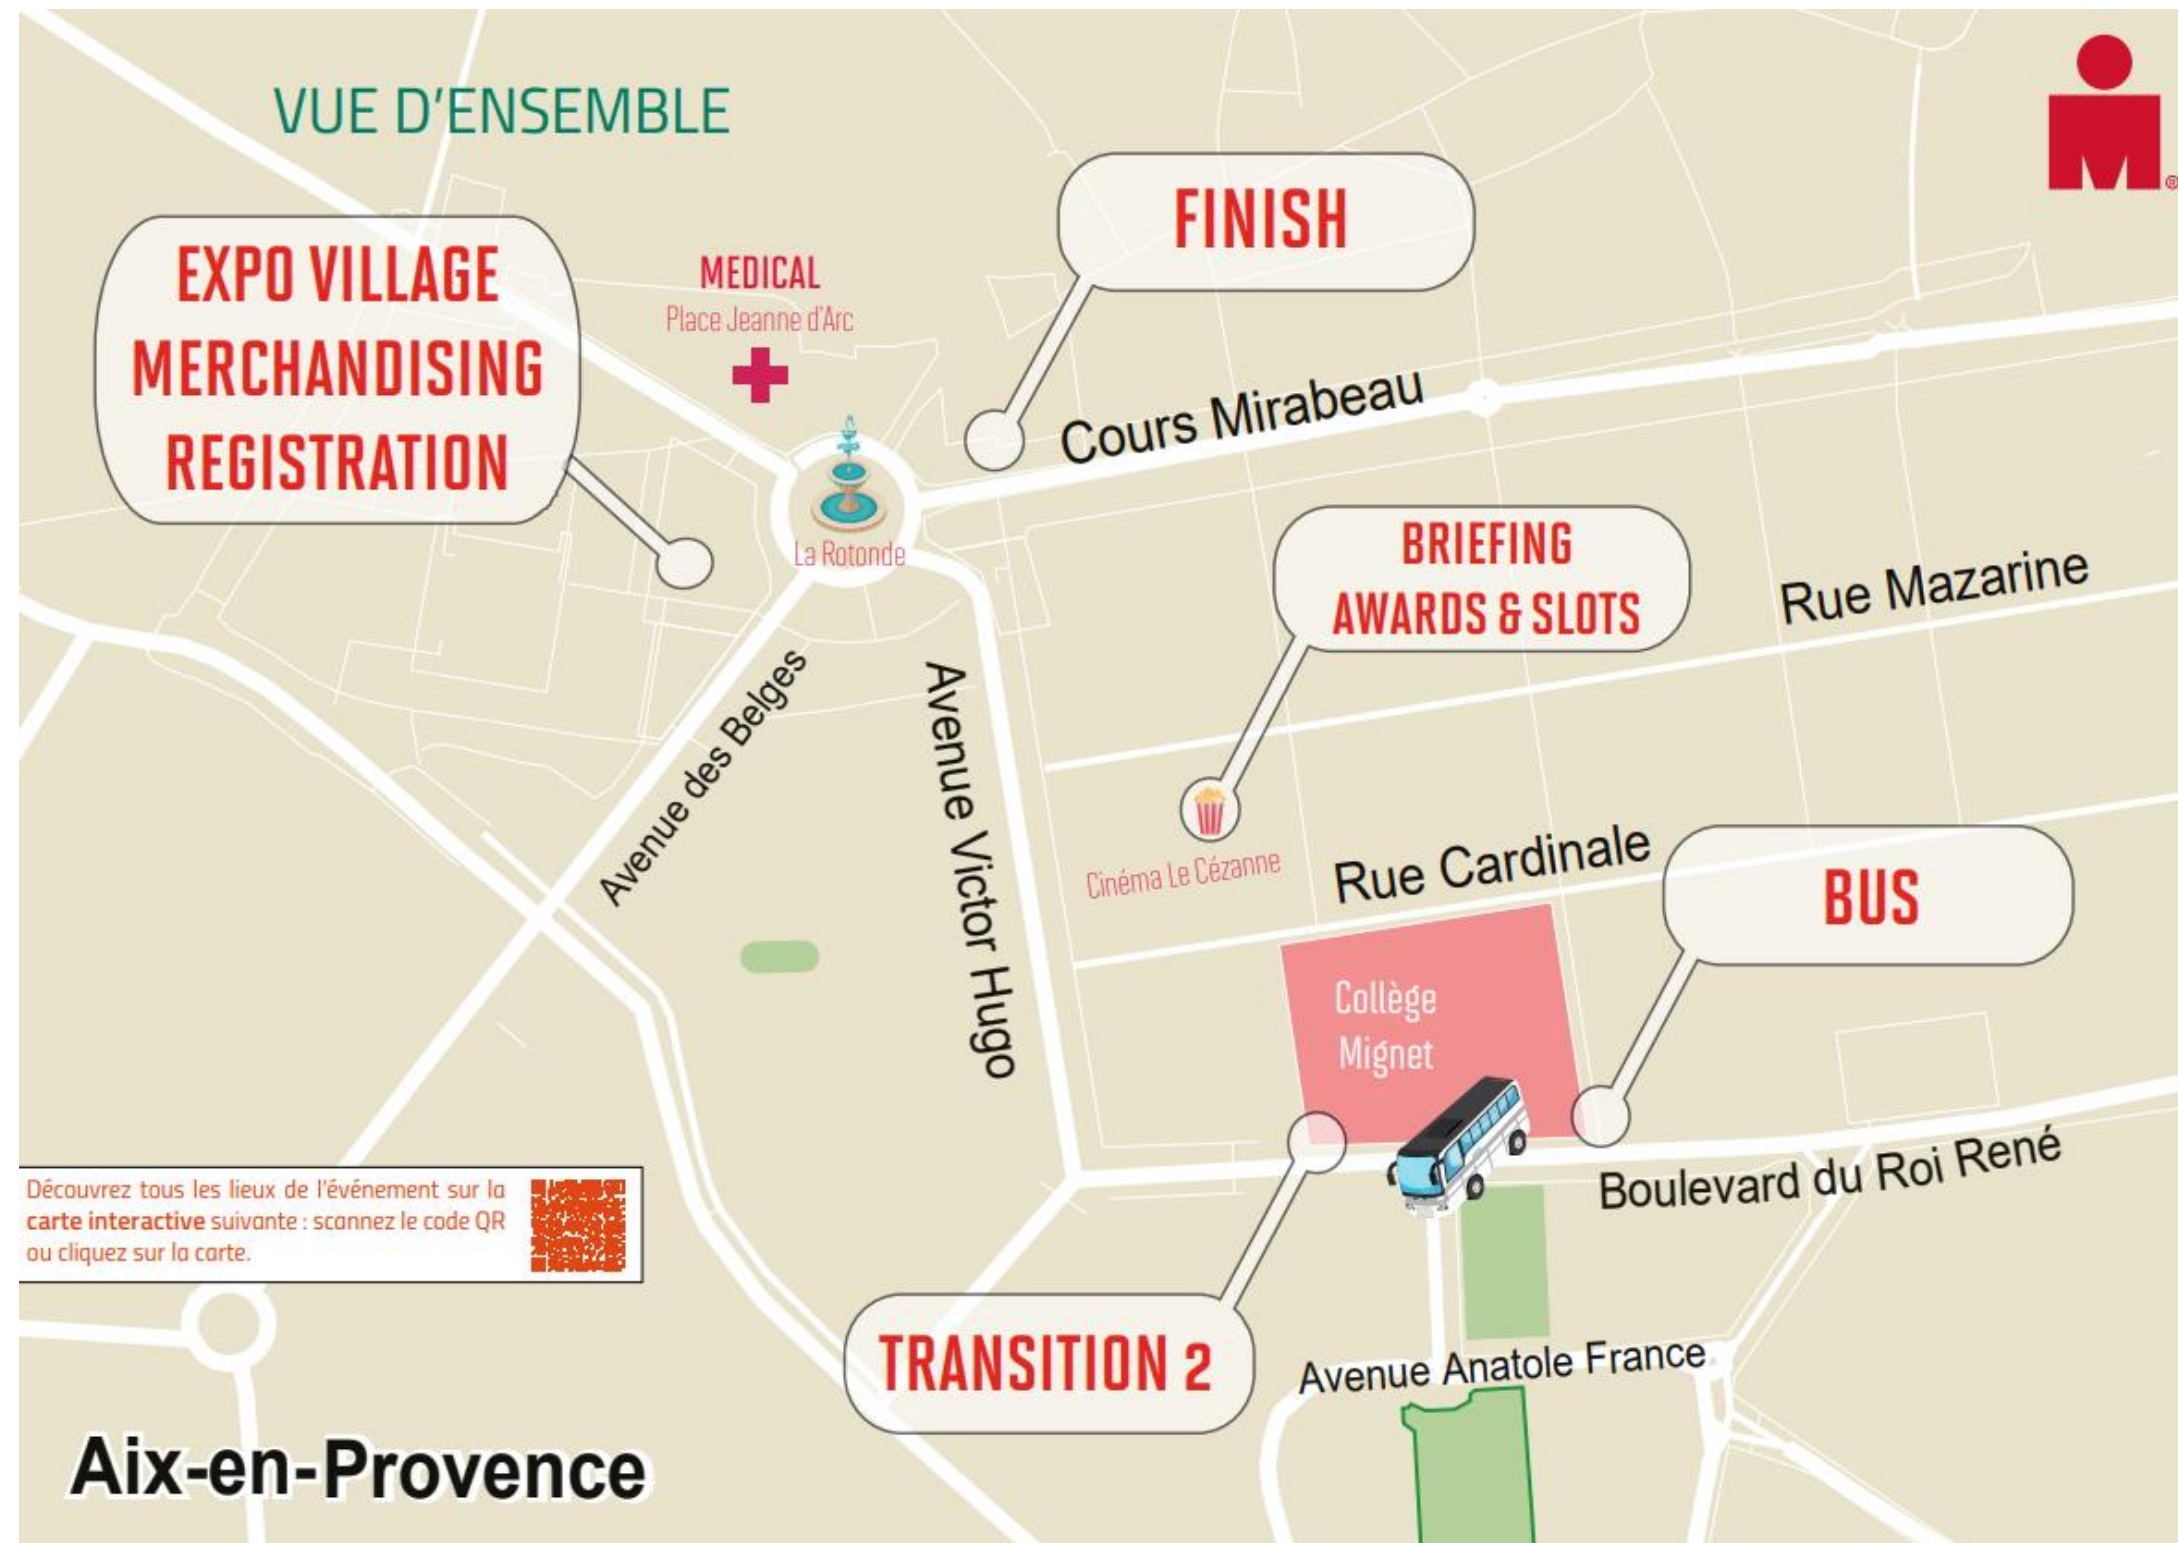 VUE D'ENSEMBLE
FINISH
EXPO VILLAGE
MERCHANDISING
REGISTRATION
MEDICAL
Place Jeanne d'Arc
Cours Mirabeau
La Rotonde
BRIEFING
AWARDS & SLOTS
Rue Mazarine
Avenue des Belges
Avenue Victor Hugo
Cinéma Le Cézanne
Rue Cardinale
BUS
Collège
Mignet
Boulevard du Roi René
Découvrez tous les lieux de l'événement sur la
carte interactive suivante : scannez le code QR
ou cliquez sur la carte.
TRANSITION 2
Avenue Anatole France
Aix-en-Provence